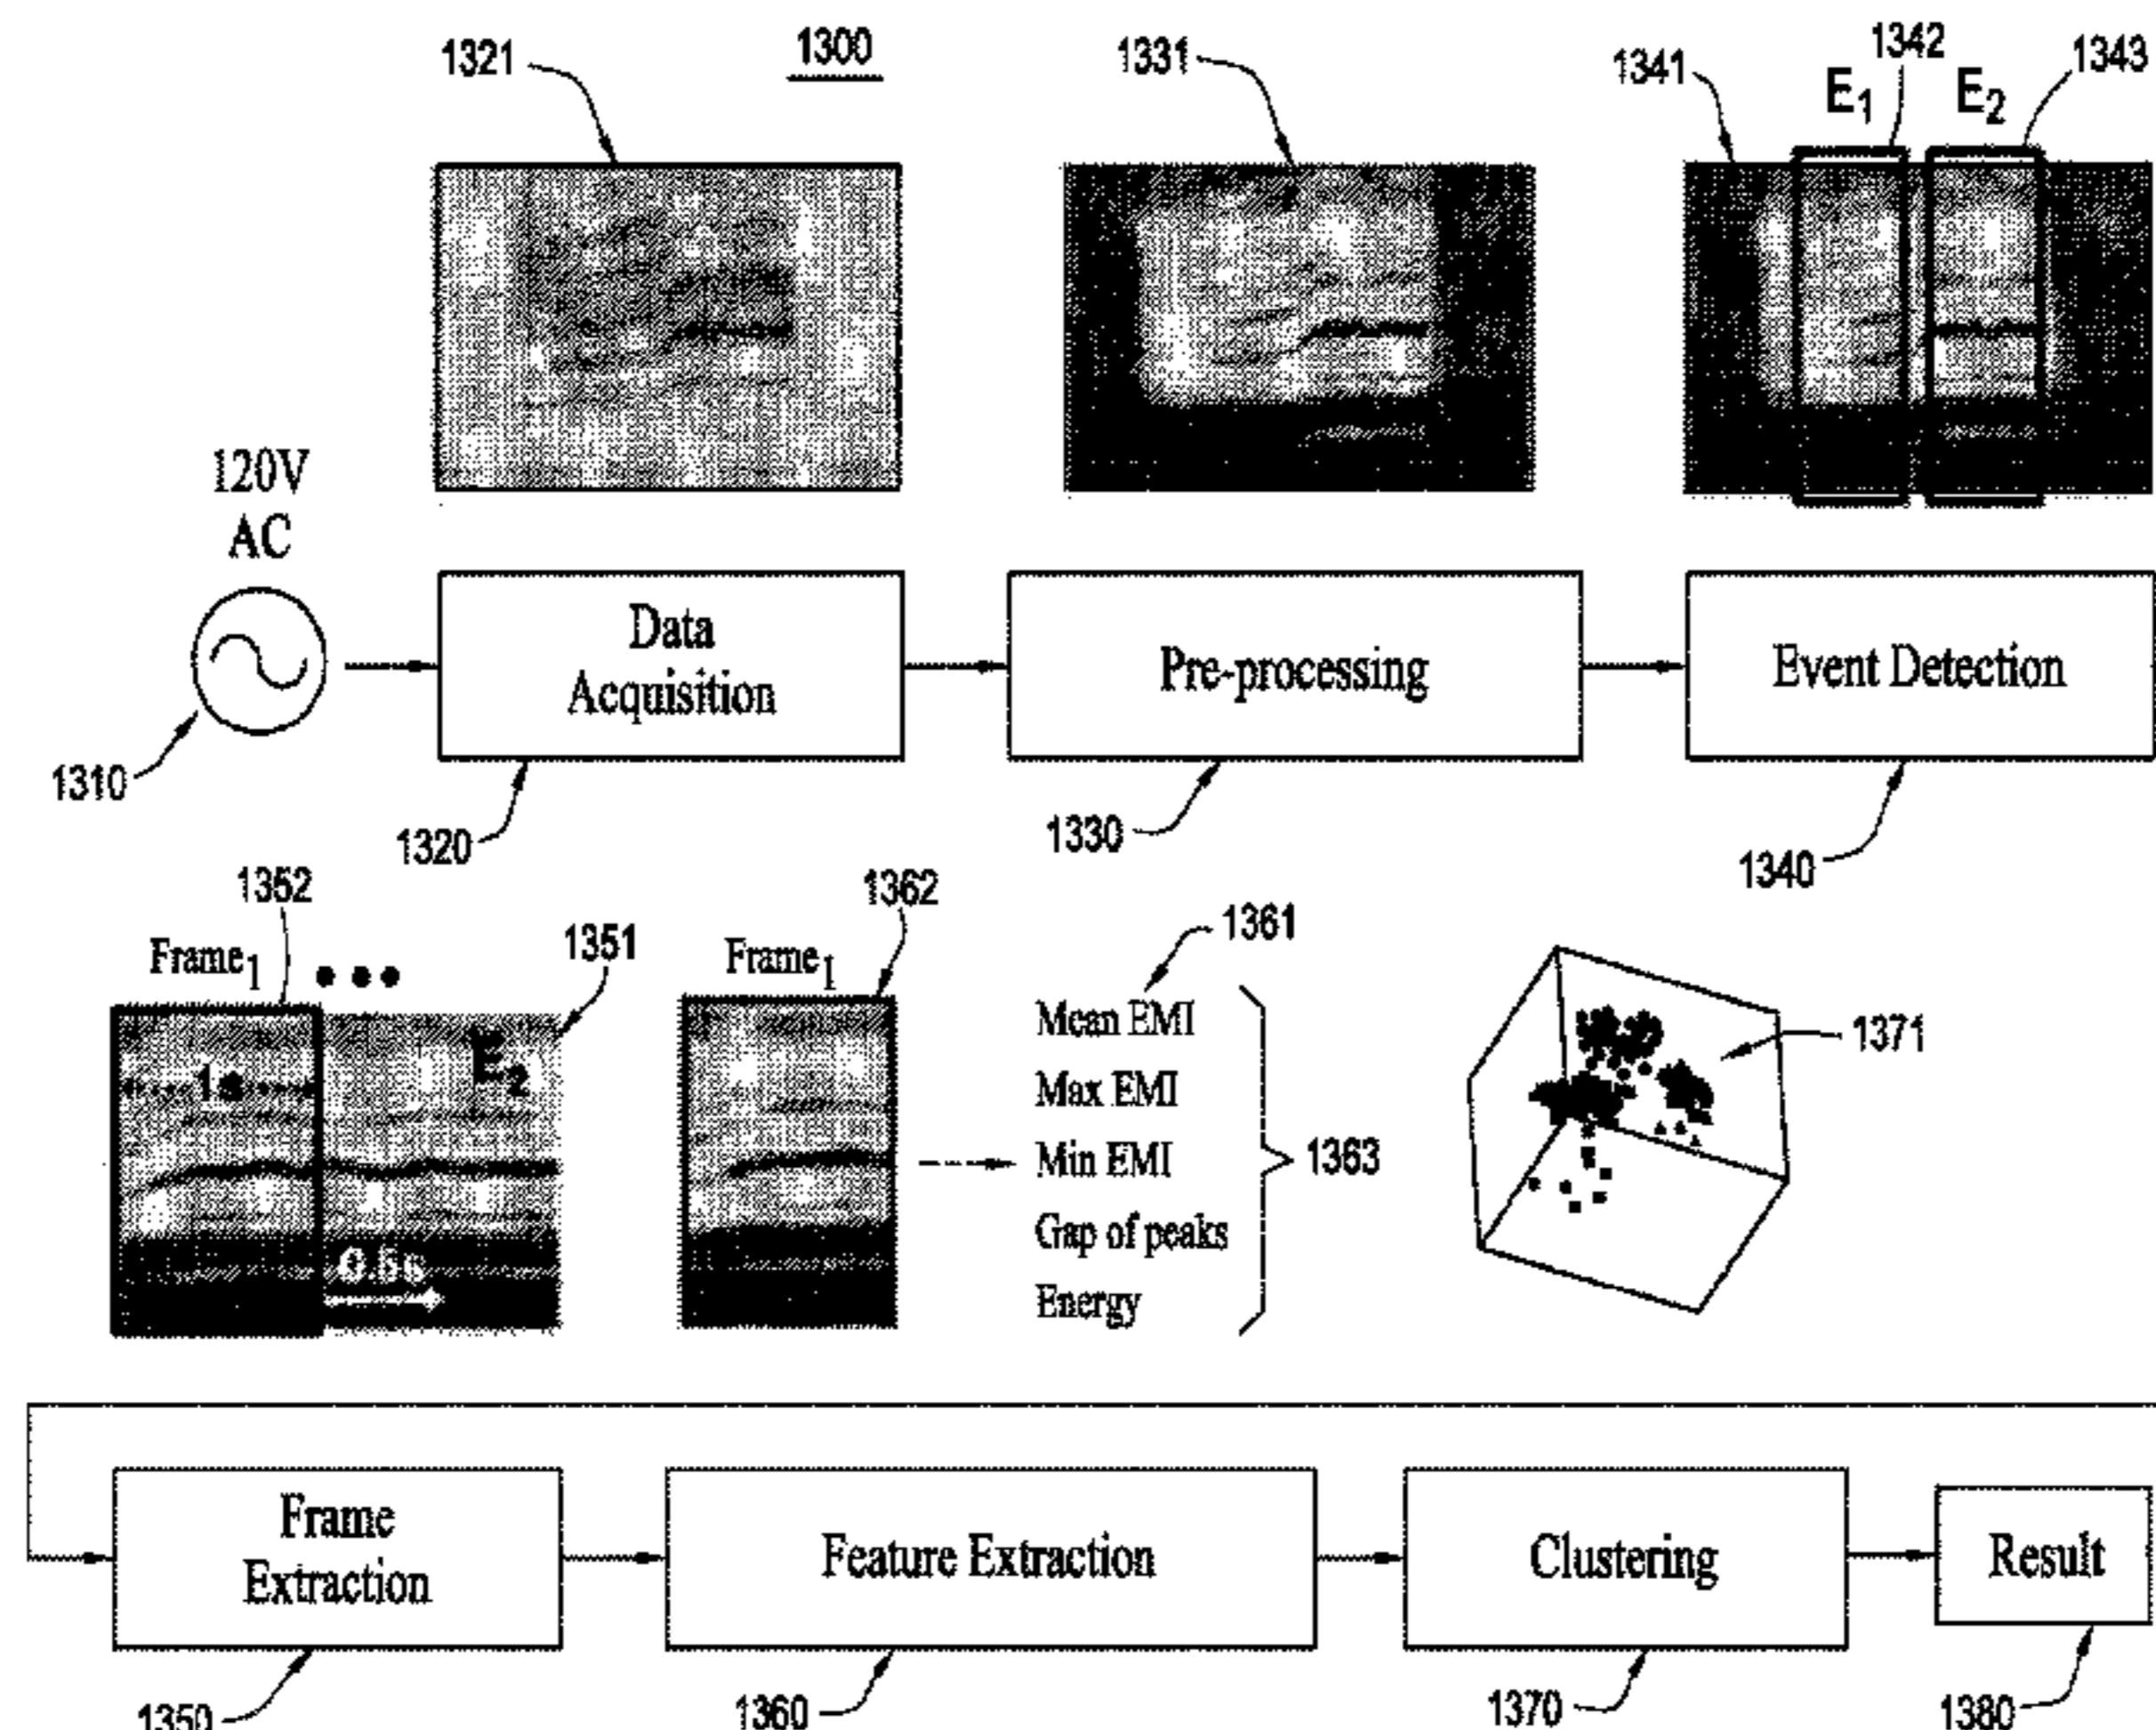 1300
1321
1331
1341
1342
1343
E1
E2
120V
AC
Data
Acquisition
Pre-processing
Event Detection
1310
1320
1330
1340
1352
1351
1362
1361
Frame1
Frame1
1s
E2
0.5s
Mean EMI
Max EMI
Min EMI
Gap of peaks
Energy
1363
1371
Frame
Extraction
Feature Extraction
Clustering
Result
1350
1360
1370
1380